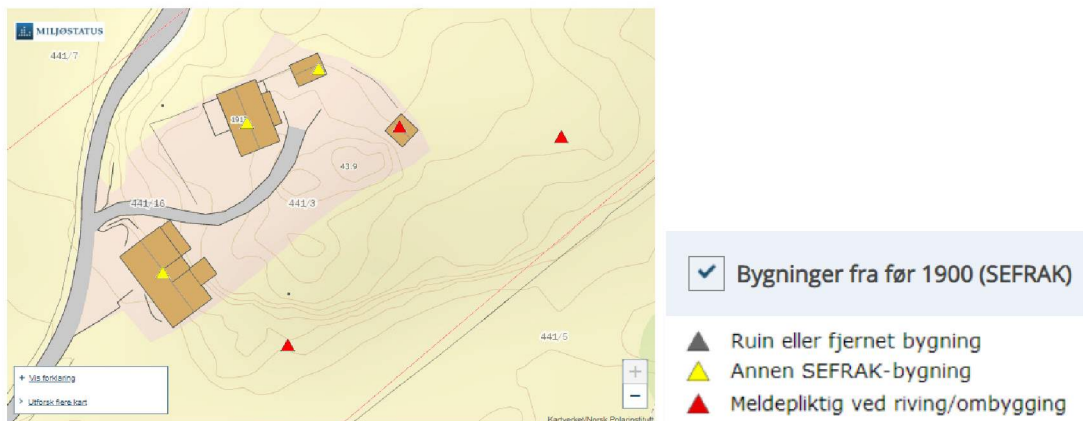 MILJØSTATUS
441/7
441/16
43.9
441/3
441/5
+ Vis forklaring
> Utforsk flere kart
+
−
Kartverket/Norsk Polarinstitutt
Bygninger fra før 1900 (SEFRAK)
Ruin eller fjernet bygning
Annen SEFRAK-bygning
Meldepliktig ved riving/ombygging